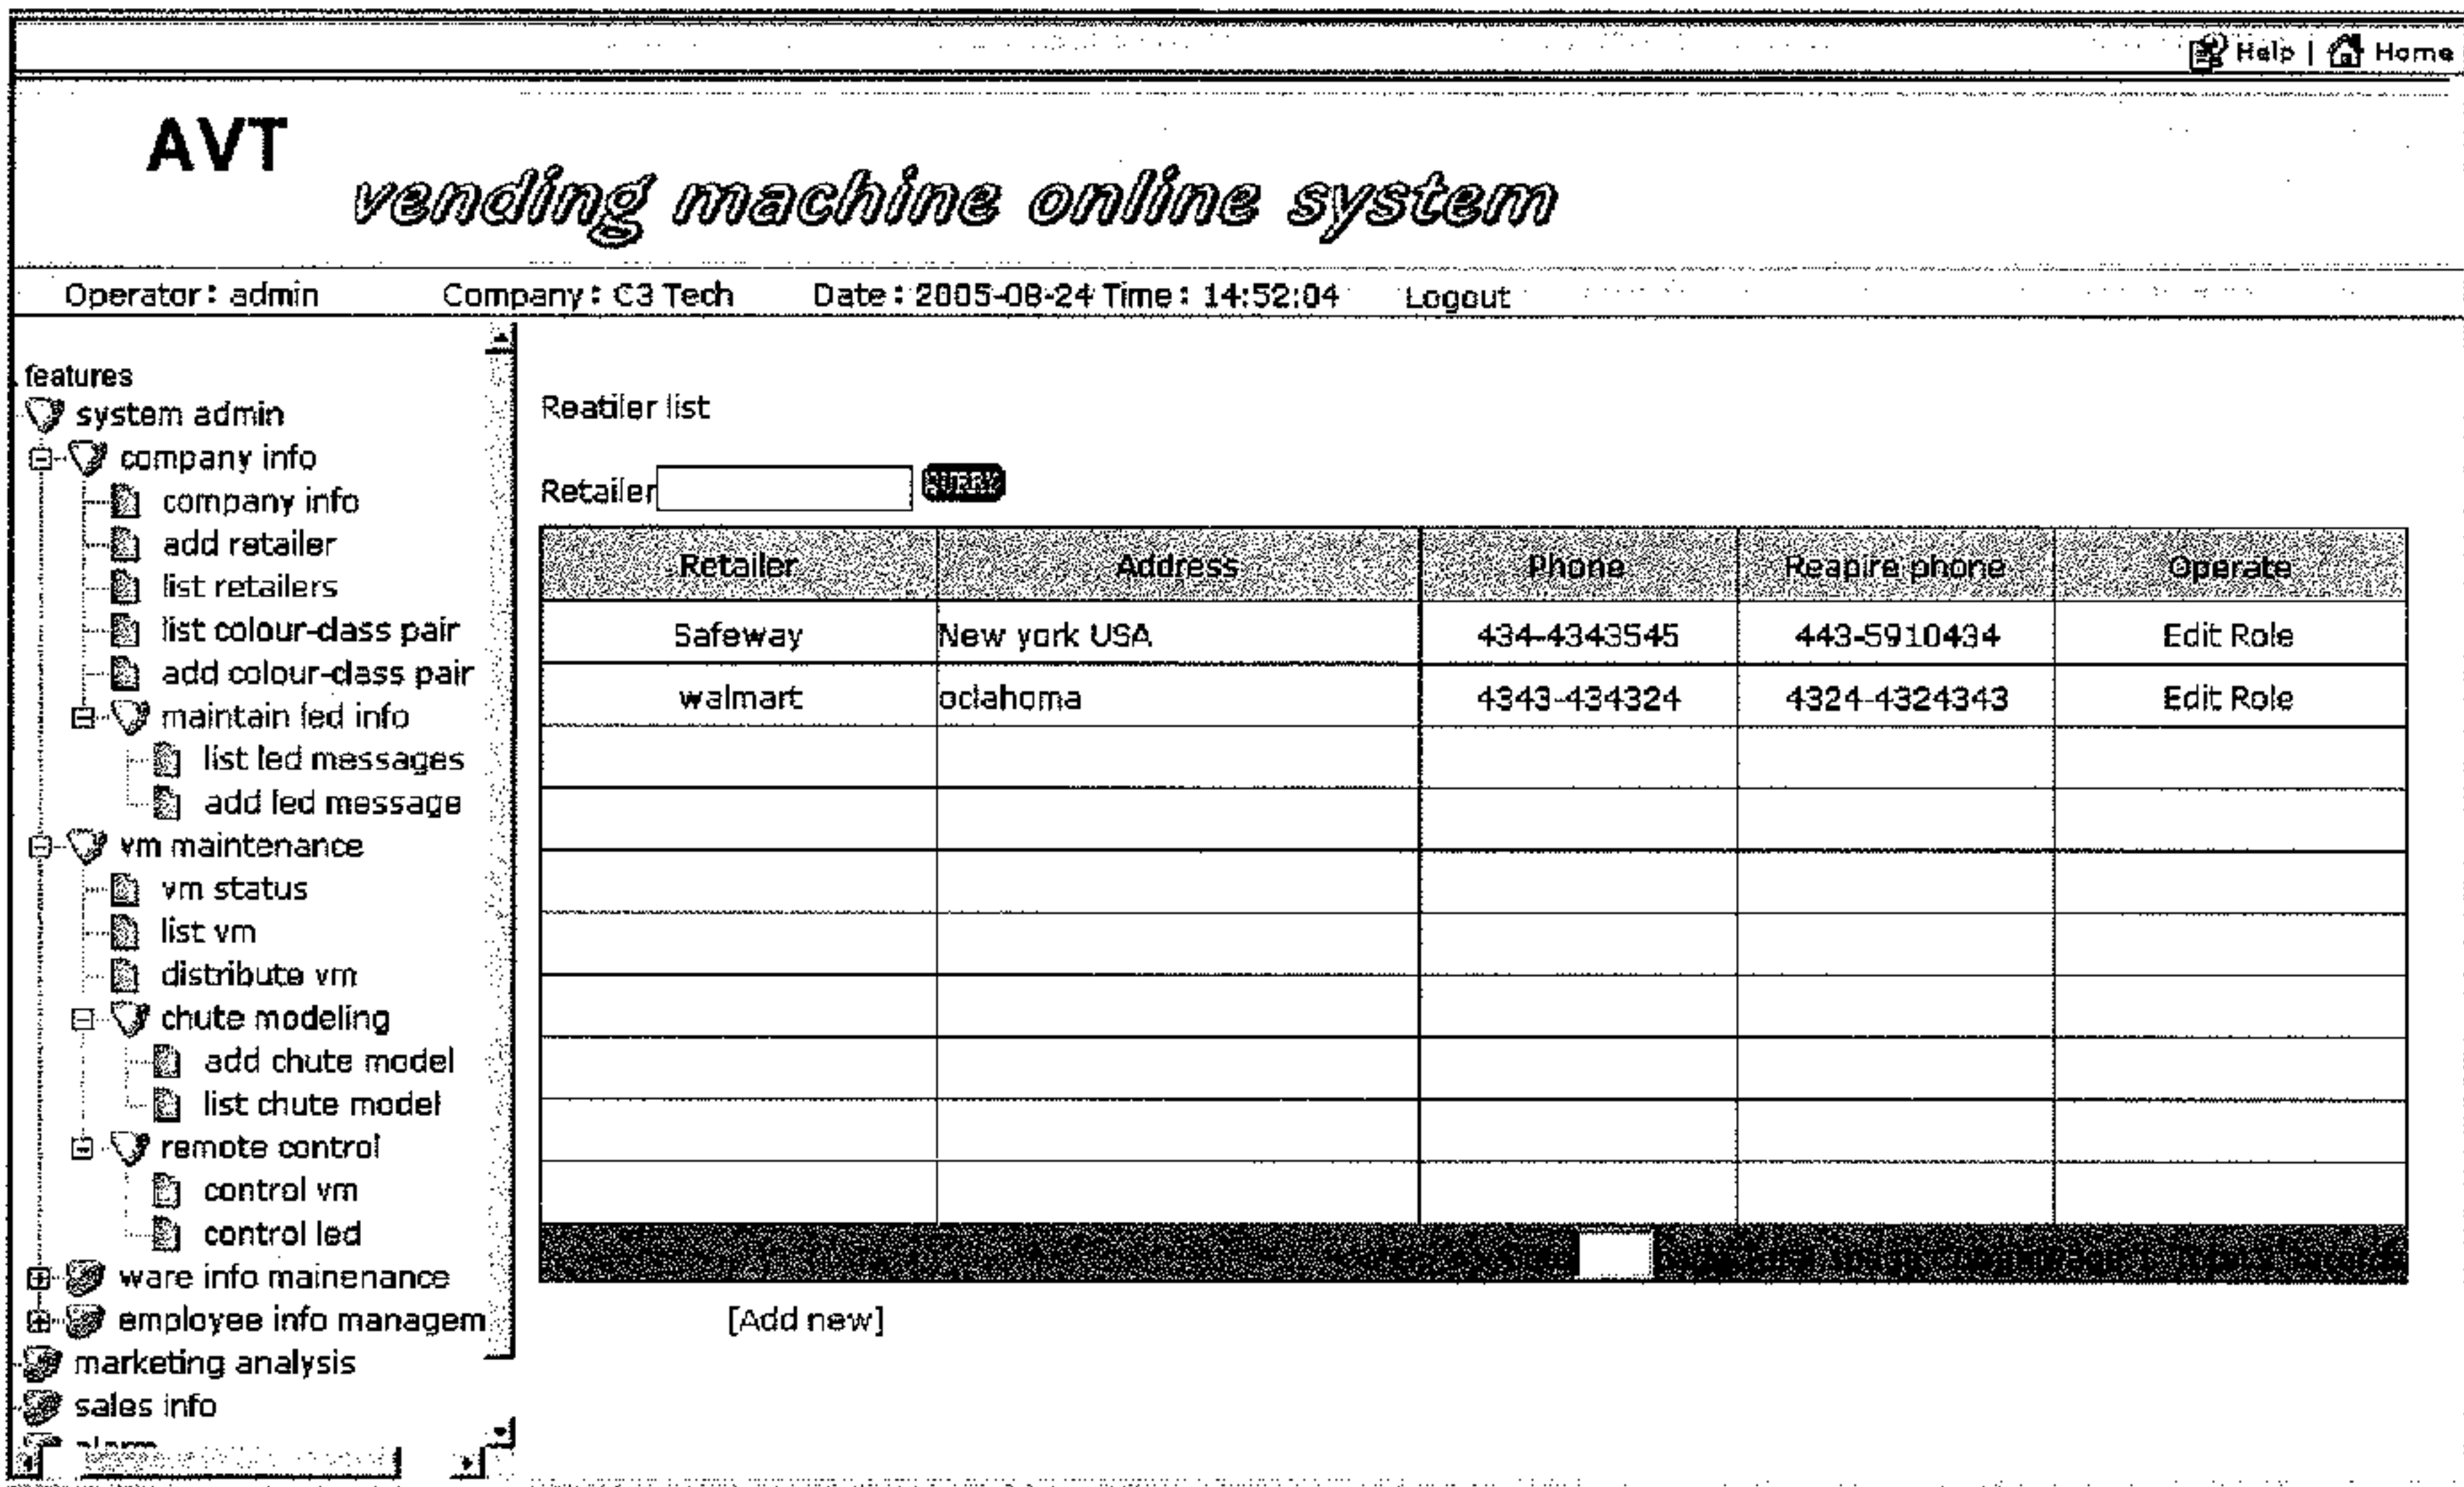 Help | Home
AVT
vending machine online system
Operator: admin Company: C3 Tech Date: 2005-08-24 Time: 14:52:04 Logout
features
system admin
company info
company info
add retailer
list retailers
list colour-class pair
add colour-class pair
maintain led info
list led messages
add led message
vm maintenance
vm status
list vm
distribute vm
chute modeling
add chute model
list chute model
remote control
control vm
control led
ware info mainenance
employee info managem
marketing analysis
sales info
Reatiler list
Retailer QUERY
Retailer Address Phone Reapire phone Operate
Safeway New york USA 434-4343545 443-5910434 Edit Role
walmart oclahoma 4343-434324 4324-4324343 Edit Role
[Add new]